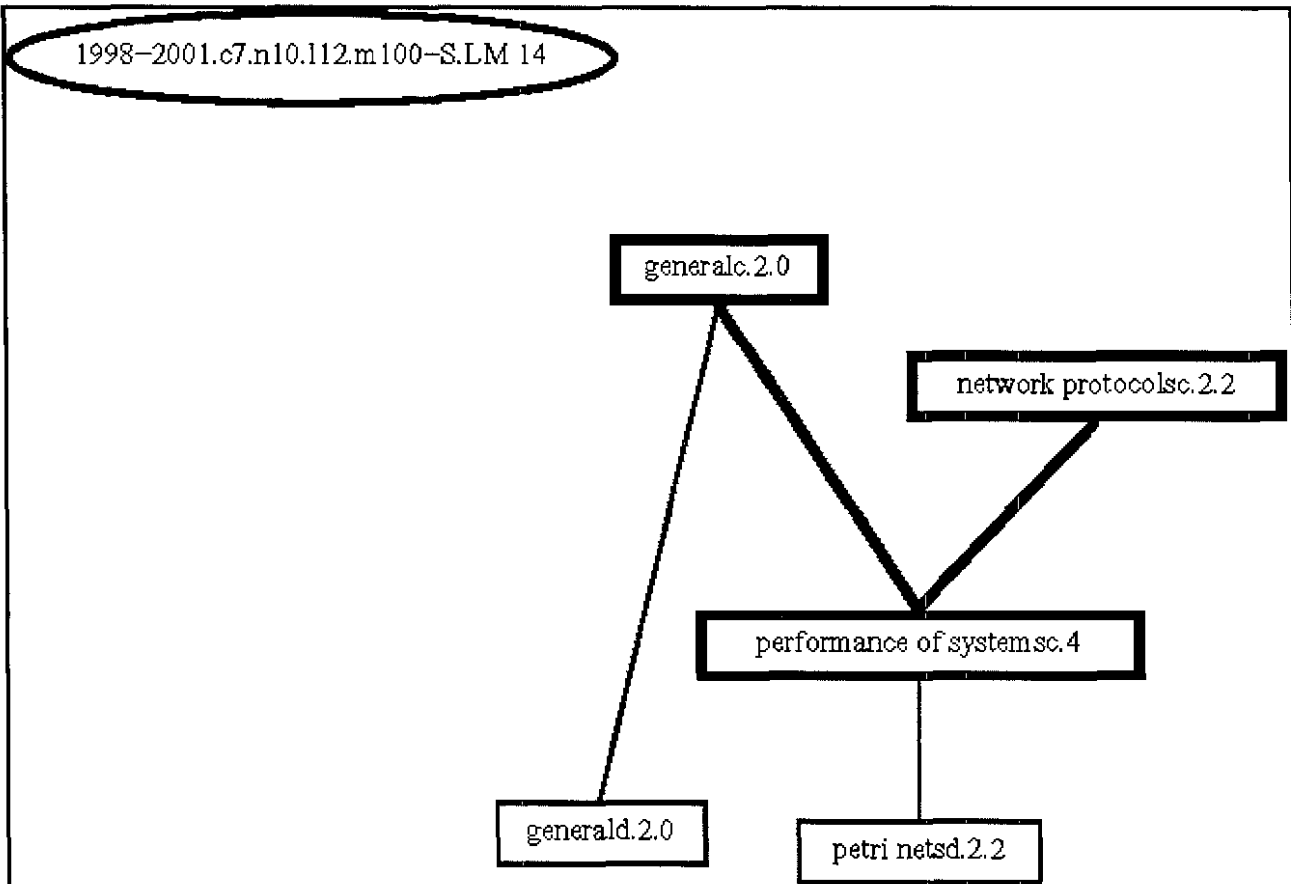 1998-2001.c7.n10.l12.m100-S.LM 14
generalc.2.0
network protocolsc.2.2
performance of systemsc.4
generald.2.0
petri netsd.2.2